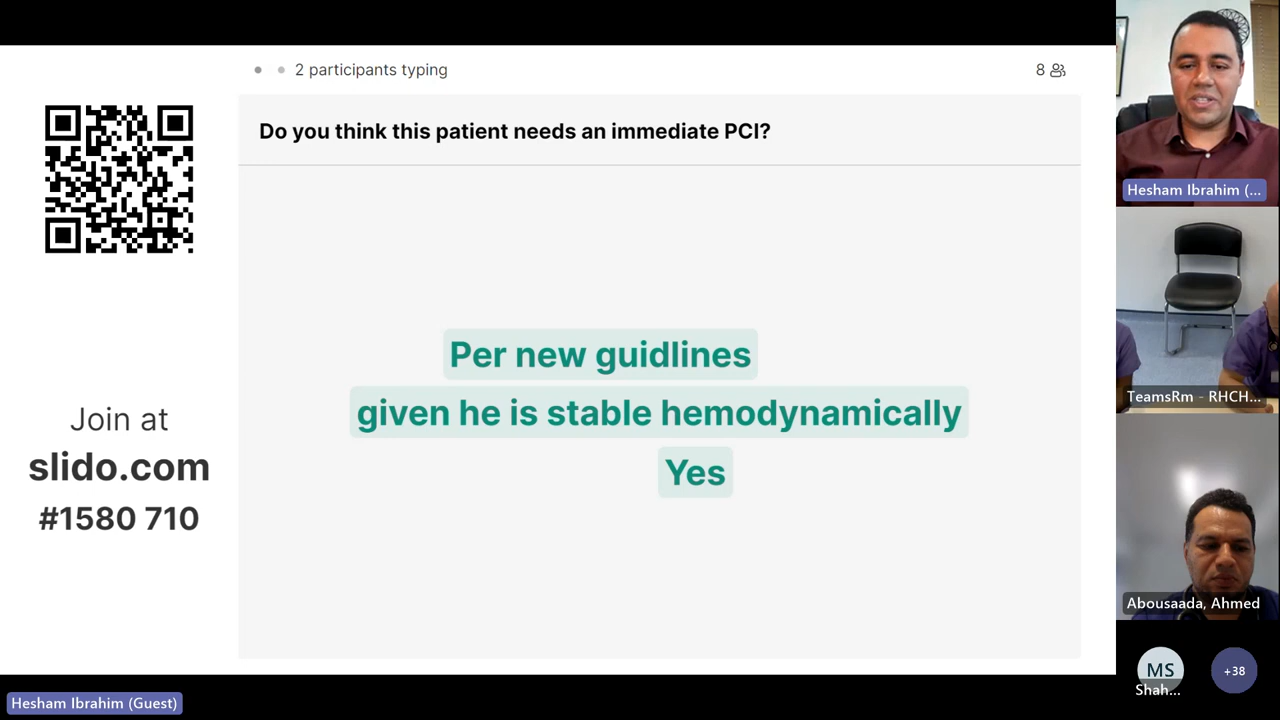 2 participants typing
8
Do you think this patient needs an immediate PCI?
Per new guidlines
given he is stable hemodynamically
Yes
Join at
slido.com
#1580 710
Hesham Ibrahim (...
TeamsRm - RHCH...
Abousaada, Ahmed
MS
Shah...
+38
Hesham Ibrahim (Guest)